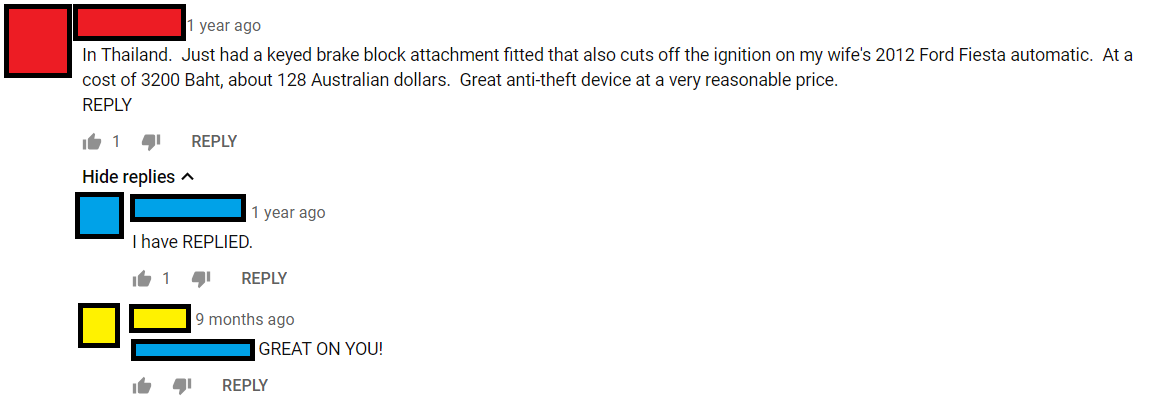 1 year ago
In Thailand.  Just had a keyed brake block attachment fitted that also cuts off the ignition on my wife's 2012 Ford Fiesta automatic.  At a
cost of 3200 Baht, about 128 Australian dollars.  Great anti-theft device at a very reasonable price.
REPLY
1 REPLY
Hide replies
1 year ago
I have REPLIED.
1 REPLY
9 months ago
GREAT ON YOU!
REPLY